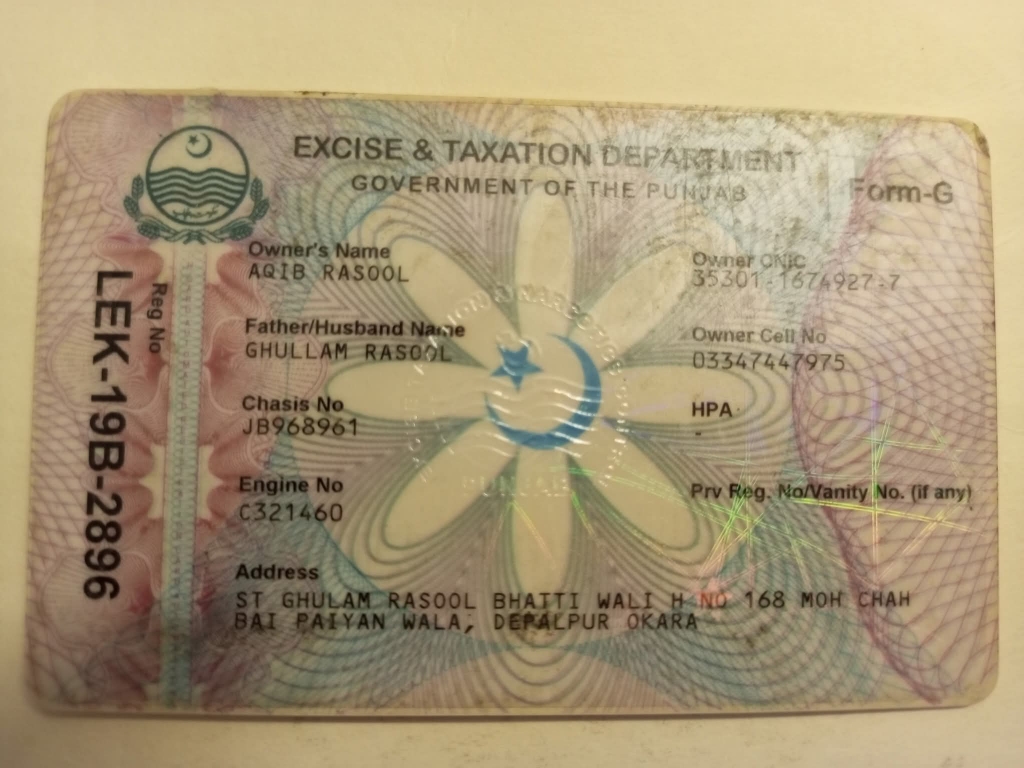 EXCISE & TAXATION DEPARTMENT
GOVERNMENT OF THE PUNJAB
Form-G
Reg No
LEK-19B-2896
Owner's Name
AQIB RASOOL
Owner CNIC
35301-1674927-7
Father/Husband Name
GHULLAM RASOOL
Owner Cell No
03347447975
Chasis No
JB968961
HPA
-
Engine No
C321460
Prv Reg. No/Vanity No. (if any)
Address
ST GHULAM RASOOL BHATTI WALI H NO 168 MOH CHAH
BAI PAIYAN WALA, DEPALPUR OKARA
PUNJAB